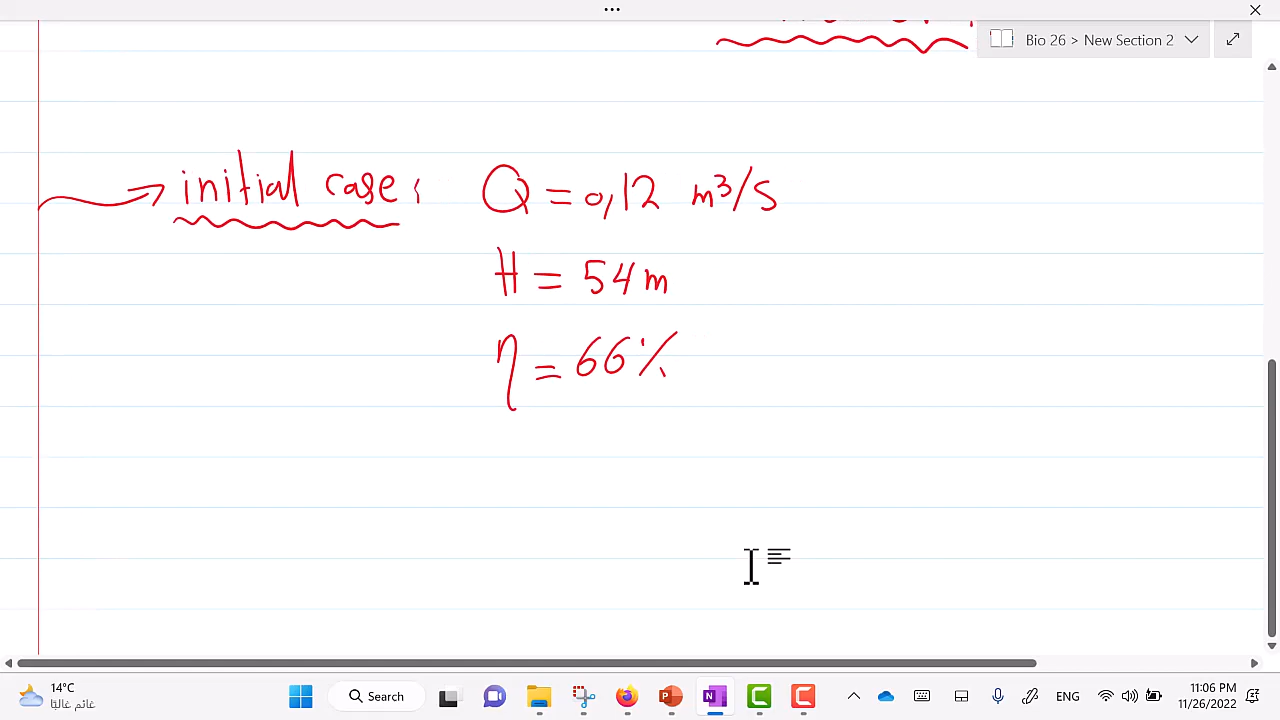 Bio 26 > New Section 2
initial case: Q = 0,12 m³/s
H = 54 m
η = 66 %
14°C
غائم غالبًا
Search
ENG
11:06 PM
11/26/2022